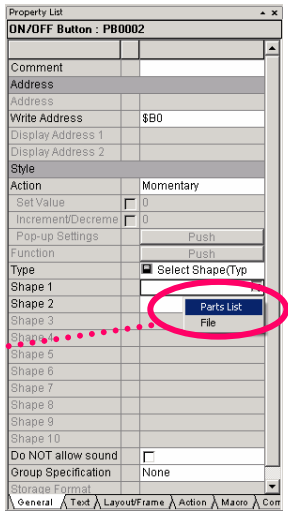 Property List
ON/OFF Button : PB0002
Comment
Address
Address
Write Address $B0
Display Address 1
Display Address 2
Style
Action Momentary
Set Value 0
Increment/Decreme 0
Pop-up Settings Push
Function Push
Type Select Shape(Typ
Shape 1
Shape 2 Parts List
Shape 3 File
Shape 4
Shape 5
Shape 6
Shape 7
Shape 8
Shape 9
Shape 10
Do NOT allow sound
Group Specification None
Storage Format
General Text Layout/Frame Action Macro Com